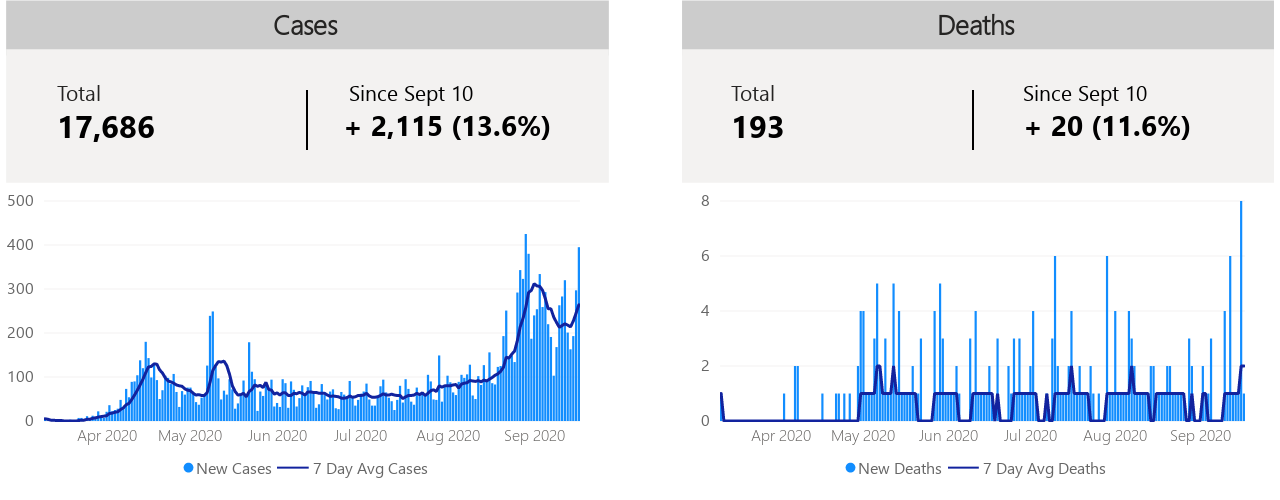 Cases
Total
17,686
Since Sept 10
+ 2,115 (13.6%)
500
400
300
200
100
0
Apr 2020 May 2020 Jun 2020 Jul 2020 Aug 2020 Sep 2020
New Cases 7 Day Avg Cases
Deaths
Total
193
Since Sept 10
+ 20 (11.6%)
8
6
4
2
0
Apr 2020 May 2020 Jun 2020 Jul 2020 Aug 2020 Sep 2020
New Deaths 7 Day Avg Deaths